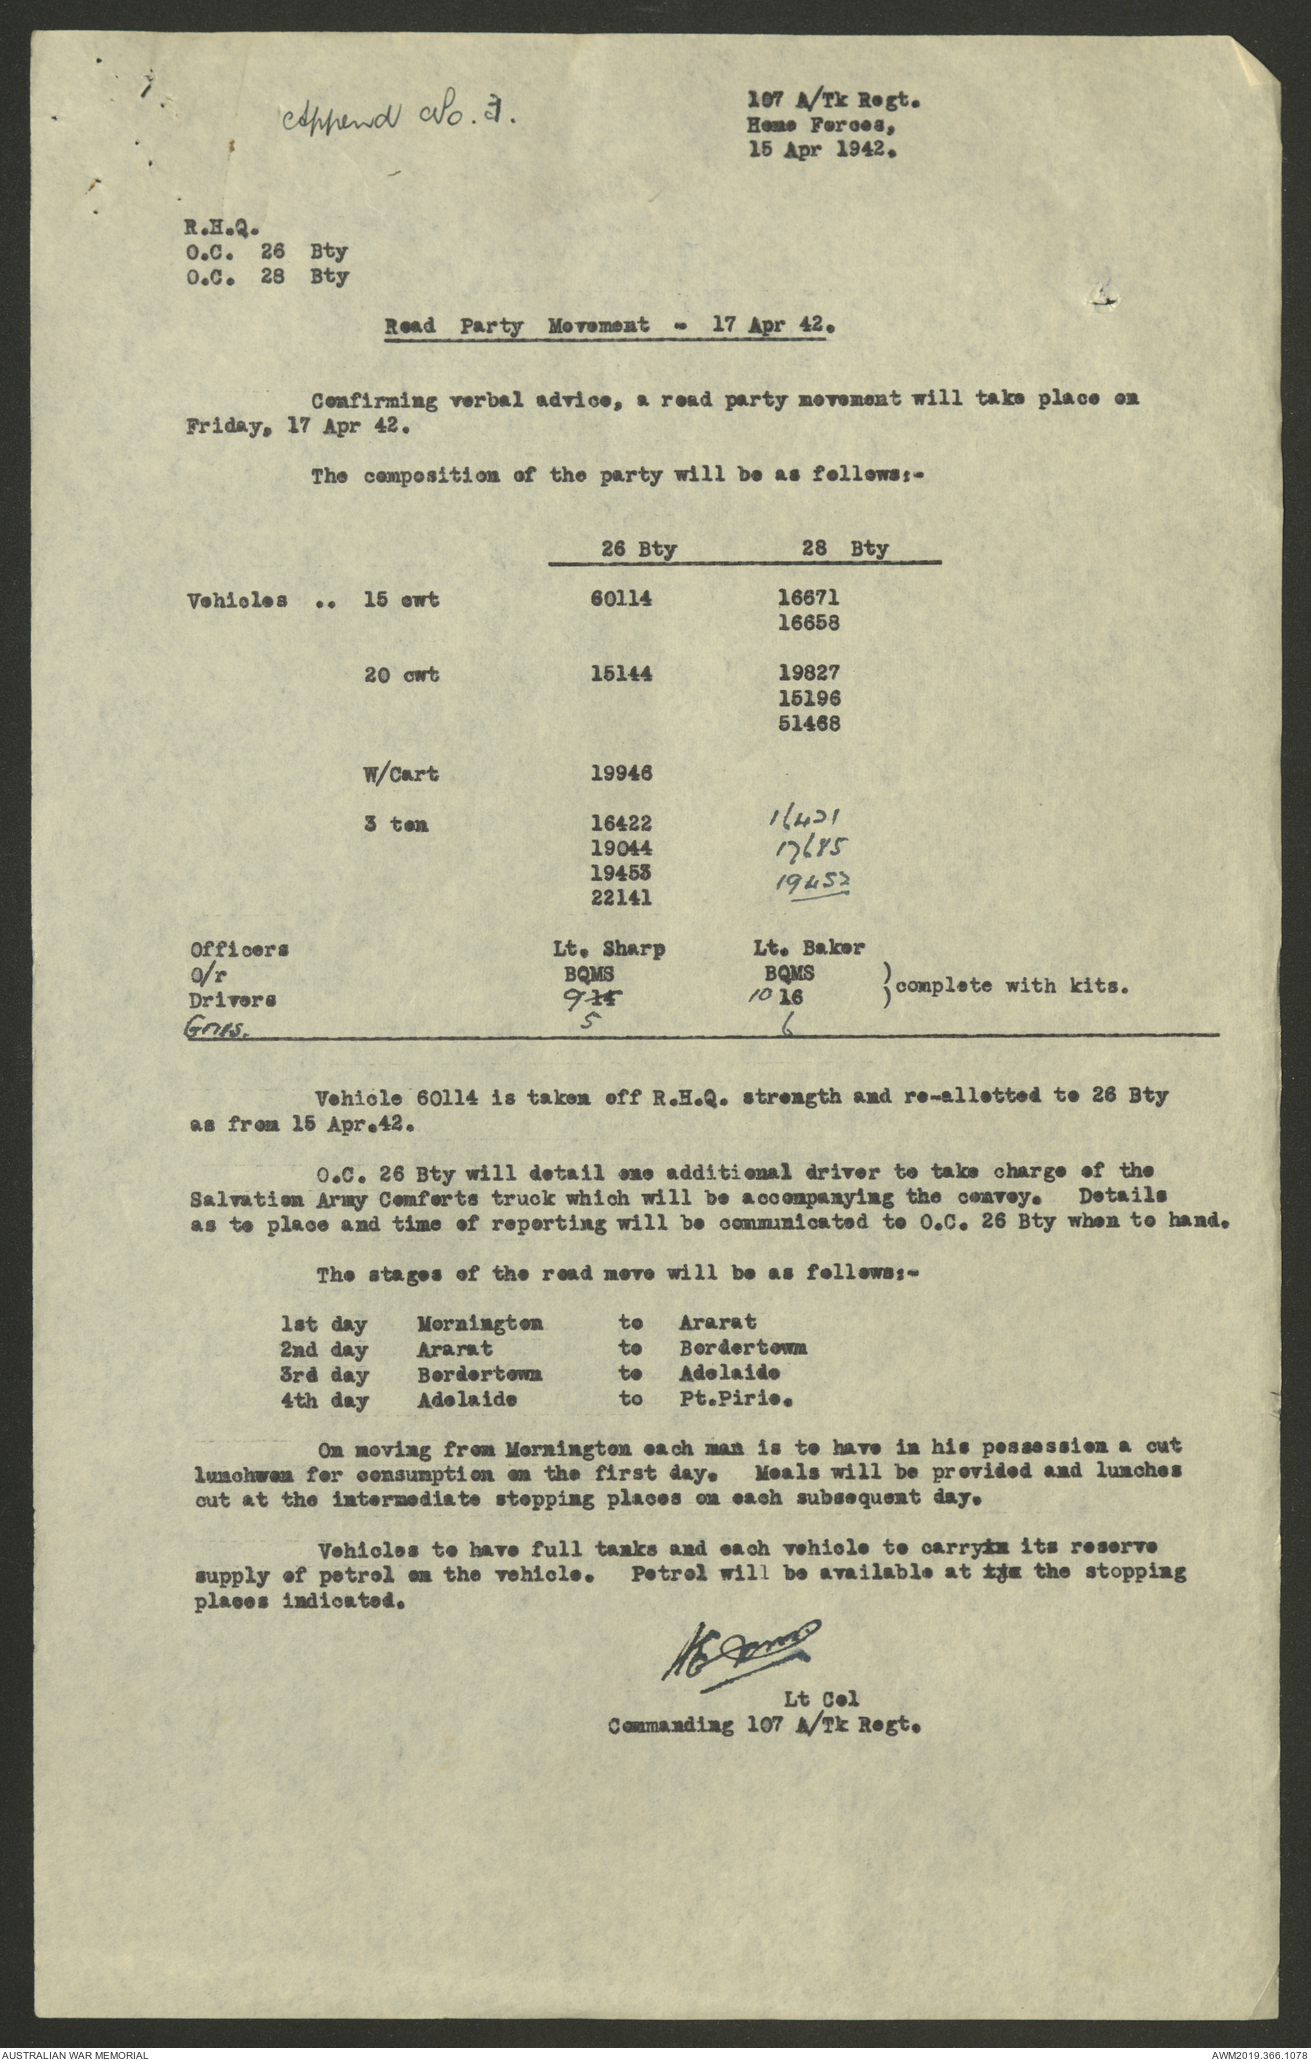 Append No. 3.
107 A/Tk Regt.
Home Forces,
15 Apr 1942.
R.H.Q.
O.C. 26 Bty
O.C. 28 Bty
Road Party Movement - 17 Apr 42.
Confirming verbal advice, a road party movement will take place on
Friday, 17 Apr 42.
The composition of the party will be as follows:-
26 Bty 28 Bty
Vehicles .. 15 cwt 60114 16671
16658
20 cwt 15144 19827
15196
51468
W/Cart 19946
3 ton 16422 16421
19044 17685
19453 19452
22141
Officers Lt. Sharp Lt. Baker
O/r BQMS BQMS ) complete with kits.
Drivers 9 14 10 16 )
Gnrs. 5 6
Vehicle 60114 is taken off R.H.Q. strength and re-allotted to 26 Bty
as from 15 Apr.42.
O.C. 26 Bty will detail one additional driver to take charge of the
Salvation Army Comforts truck which will be accompanying the convoy. Details
as to place and time of reporting will be communicated to O.C. 26 Bty when to hand.
The stages of the road move will be as follows:-
1st day Mornington to Ararat
2nd day Ararat to Bordertown
3rd day Bordertown to Adelaide
4th day Adelaide to Pt.Pirie.
On moving from Mornington each man is to have in his possession a cut
lunchwon for consumption on the first day. Meals will be provided and lunches
cut at the intermediate stopping places on each subsequent day.
Vehicles to have full tanks and each vehicle to carry its reserve
supply of petrol on the vehicle. Petrol will be available at the stopping
places indicated.
Lt Col
Commanding 107 A/Tk Regt.
AUSTRALIAN WAR MEMORIAL AWM2019.366.1078